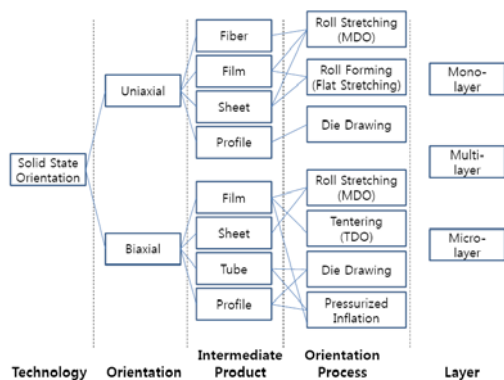 Solid State
Orientation
Uniaxial
Biaxial
Fiber
Film
Sheet
Profile
Film
Sheet
Tube
Profile
Roll Stretching
(MDO)
Roll Forming
(Flat Stretching)
Die Drawing
Roll Stretching
(MDO)
Tentering
(TDO)
Die Drawing
Pressurized
Inflation
Mono-
layer
Multi-
layer
Micro-
layer
Technology
Orientation
Intermediate
Product
Orientation
Process
Layer